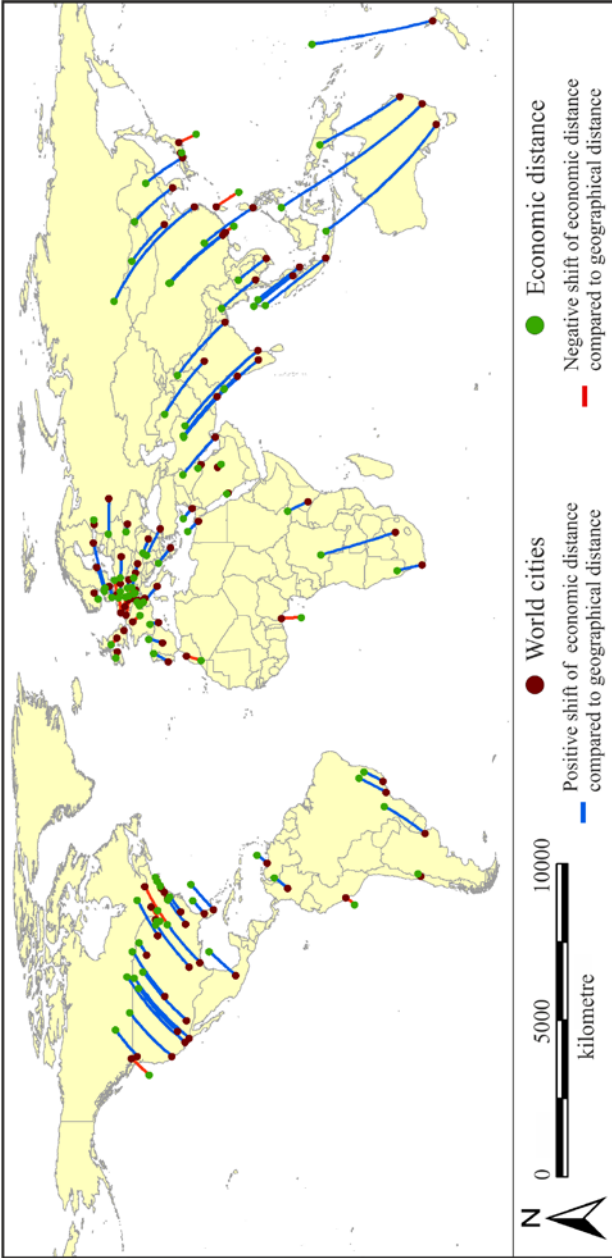 World cities
Economic distance
Positive shift of economic distance
compared to geographical distance
Negative shift of economic distance
compared to geographical distance
N
0
5000
10000
kilometre